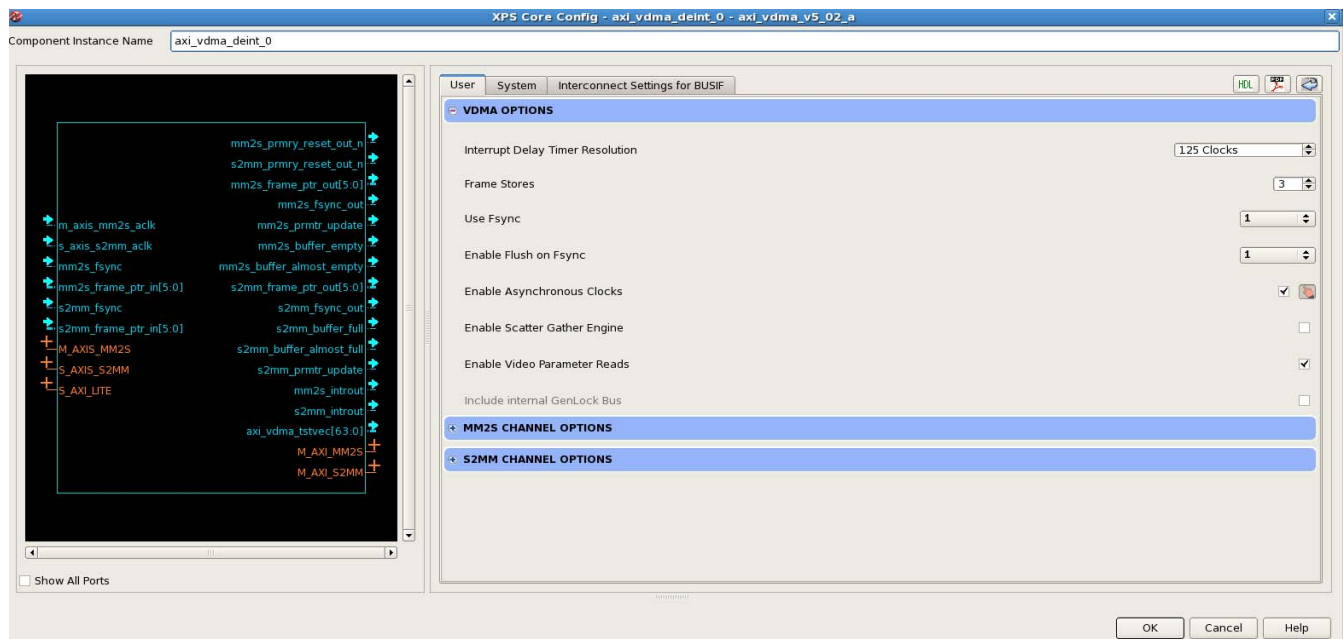 XPS Core Config - axi_vdma_deint_0 - axi_vdma_v5_02_a
Component Instance Name axi_vdma_deint_0
mm2s_prmry_reset_out_n
s2mm_prmry_reset_out_n
mm2s_frame_ptr_out[5:0]
mm2s_fsync_out
m_axis_mm2s_aclk mm2s_prmtr_update
s_axis_s2mm_aclk mm2s_buffer_empty
mm2s_fsync mm2s_buffer_almost_empty
mm2s_frame_ptr_in[5:0] s2mm_frame_ptr_out[5:0]
s2mm_fsync s2mm_fsync_out
s2mm_frame_ptr_in[5:0] s2mm_buffer_full
M_AXIS_MM2S s2mm_buffer_almost_full
S_AXIS_S2MM s2mm_prmtr_update
S_AXI_LITE mm2s_introut
s2mm_introut
axi_vdma_tstvec[63:0]
M_AXI_MM2S
M_AXI_S2MM
Show All Ports
User System Interconnect Settings for BUSIF HDL
VDMA OPTIONS
Interrupt Delay Timer Resolution 125 Clocks
Frame Stores 3
Use Fsync 1
Enable Flush on Fsync 1
Enable Asynchronous Clocks
Enable Scatter Gather Engine
Enable Video Parameter Reads
Include internal GenLock Bus
MM2S CHANNEL OPTIONS
S2MM CHANNEL OPTIONS
OK Cancel Help